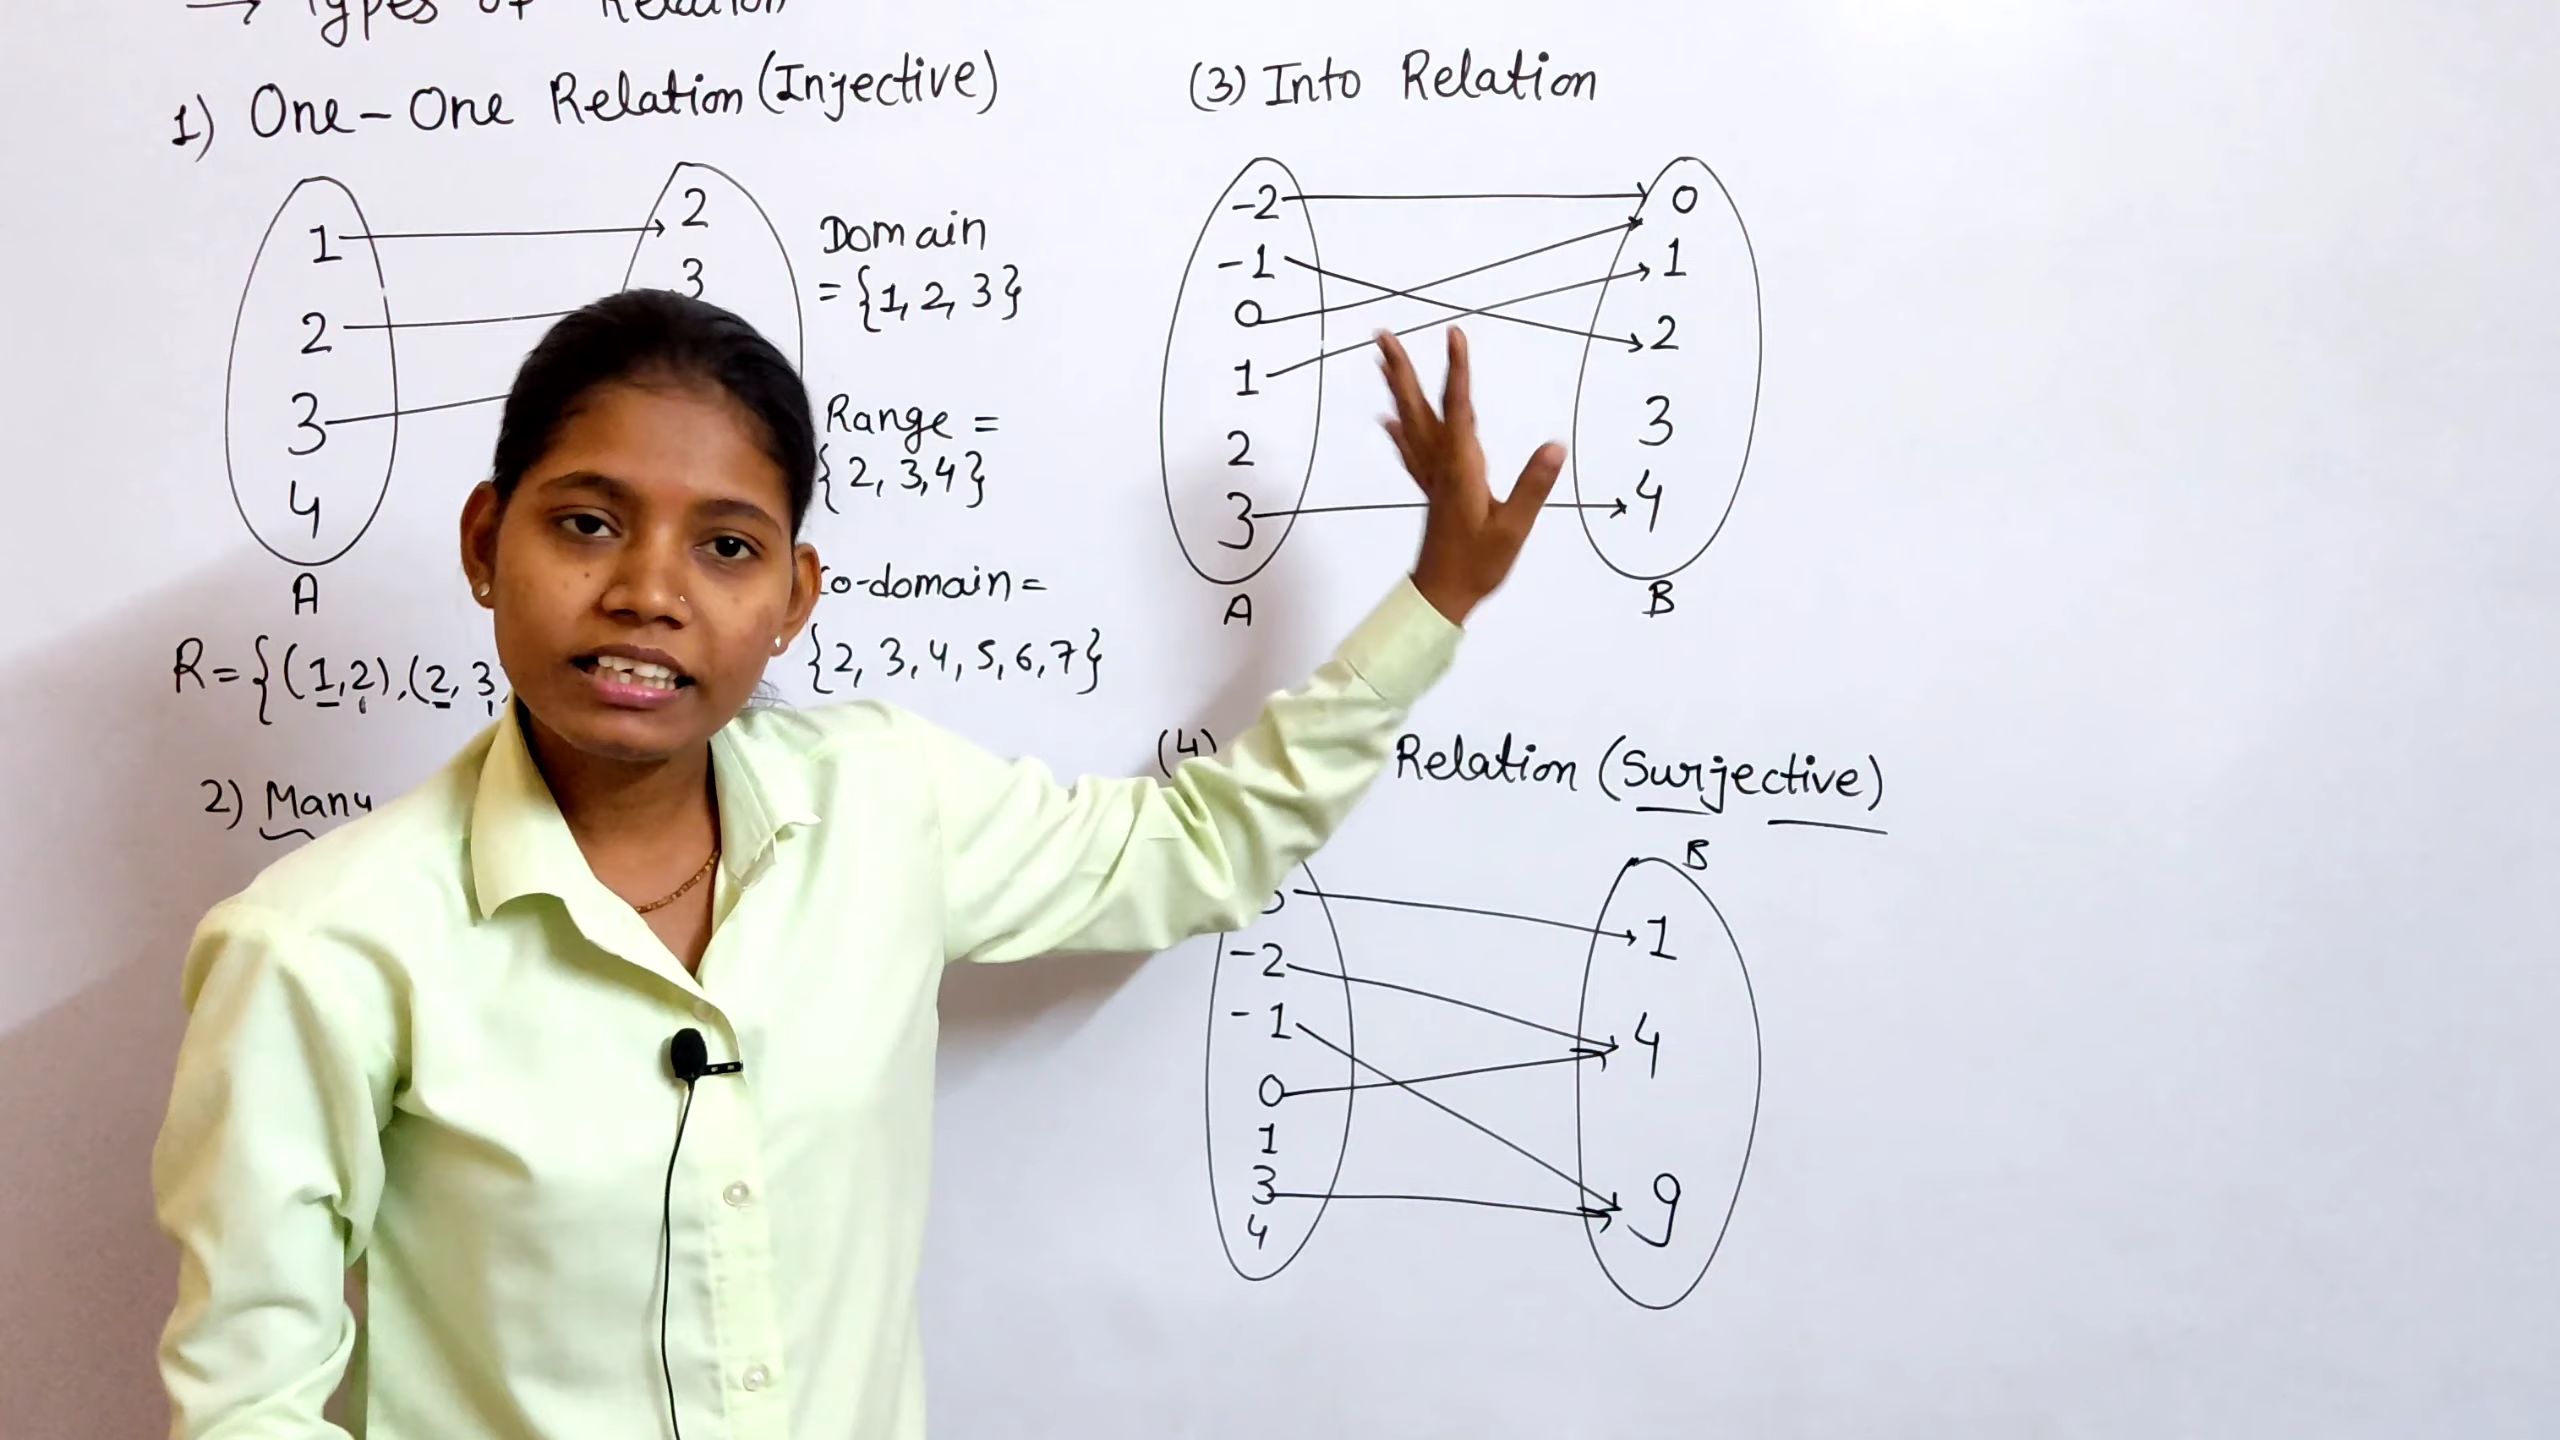 → Types of Relation
1) One-One Relation (Injective)
1
2
3
4
A
2
3
Domain
= {1, 2, 3}
Range =
{2, 3, 4}
co-domain =
{2, 3, 4, 5, 6, 7}
R = {(1, 2), (2, 3
2) Many
(3) Into Relation
-2
-1
0
1
2
3
A
0
1
2
3
4
B
(4) Relation (Surjective)
-2
-1
0
1
3
4
B
1
4
9